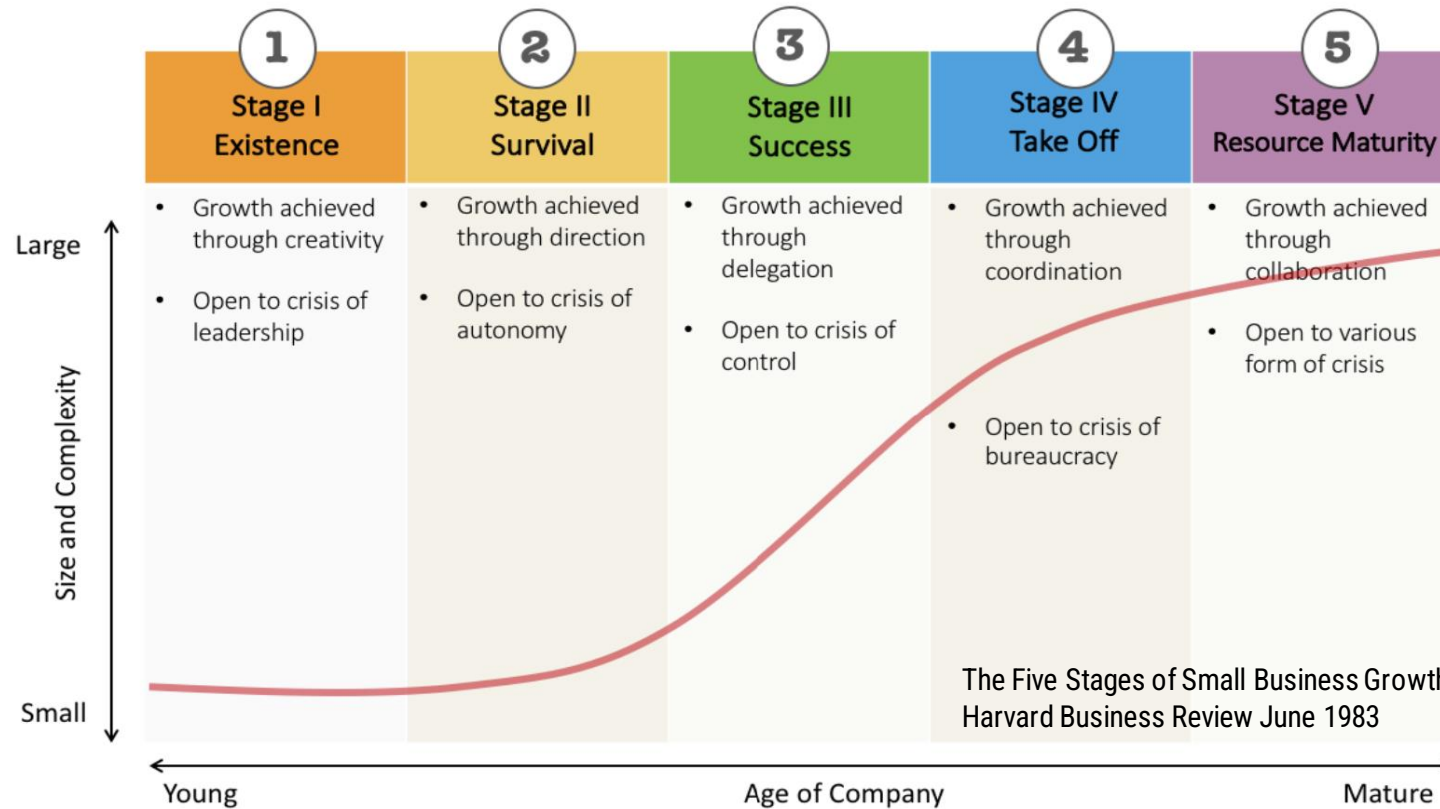 1
Stage I
Existence
2
Stage II
Survival
3
Stage III
Success
4
Stage IV
Take Off
5
Stage V
Resource Maturity
• Growth achieved
through creativity
• Open to crisis of
leadership
• Growth achieved
through direction
• Open to crisis of
autonomy
• Growth achieved
through
delegation
• Open to crisis of
control
• Growth achieved
through
coordination
• Open to crisis of
bureaucracy
• Growth achieved
through
collaboration
• Open to various
form of crisis
Large
Size and Complexity
Small
The Five Stages of Small Business Growth
Harvard Business Review June 1983
Young
Age of Company
Mature